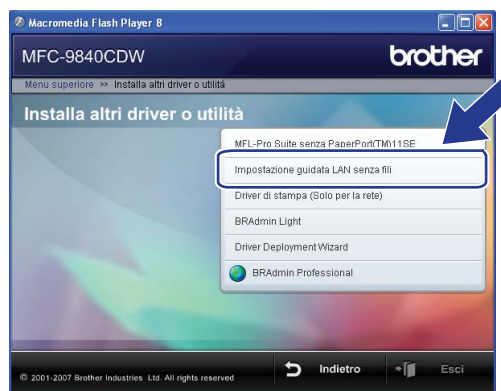 Macromedia Flash Player 8
MFC-9840CDW
brother
Menu superiore >> Installa altri driver o utilità
Installa altri driver o utilità
MFL-Pro Suite senza PaperPort(TM)11SE
Impostazione guidata LAN senza fili
Driver di stampa (Solo per la rete)
BRAdmin Light
Driver Deployment Wizard
BRAdmin Professional
© 2001-2007 Brother Industries Ltd. All rights reserved
Indietro
Esci